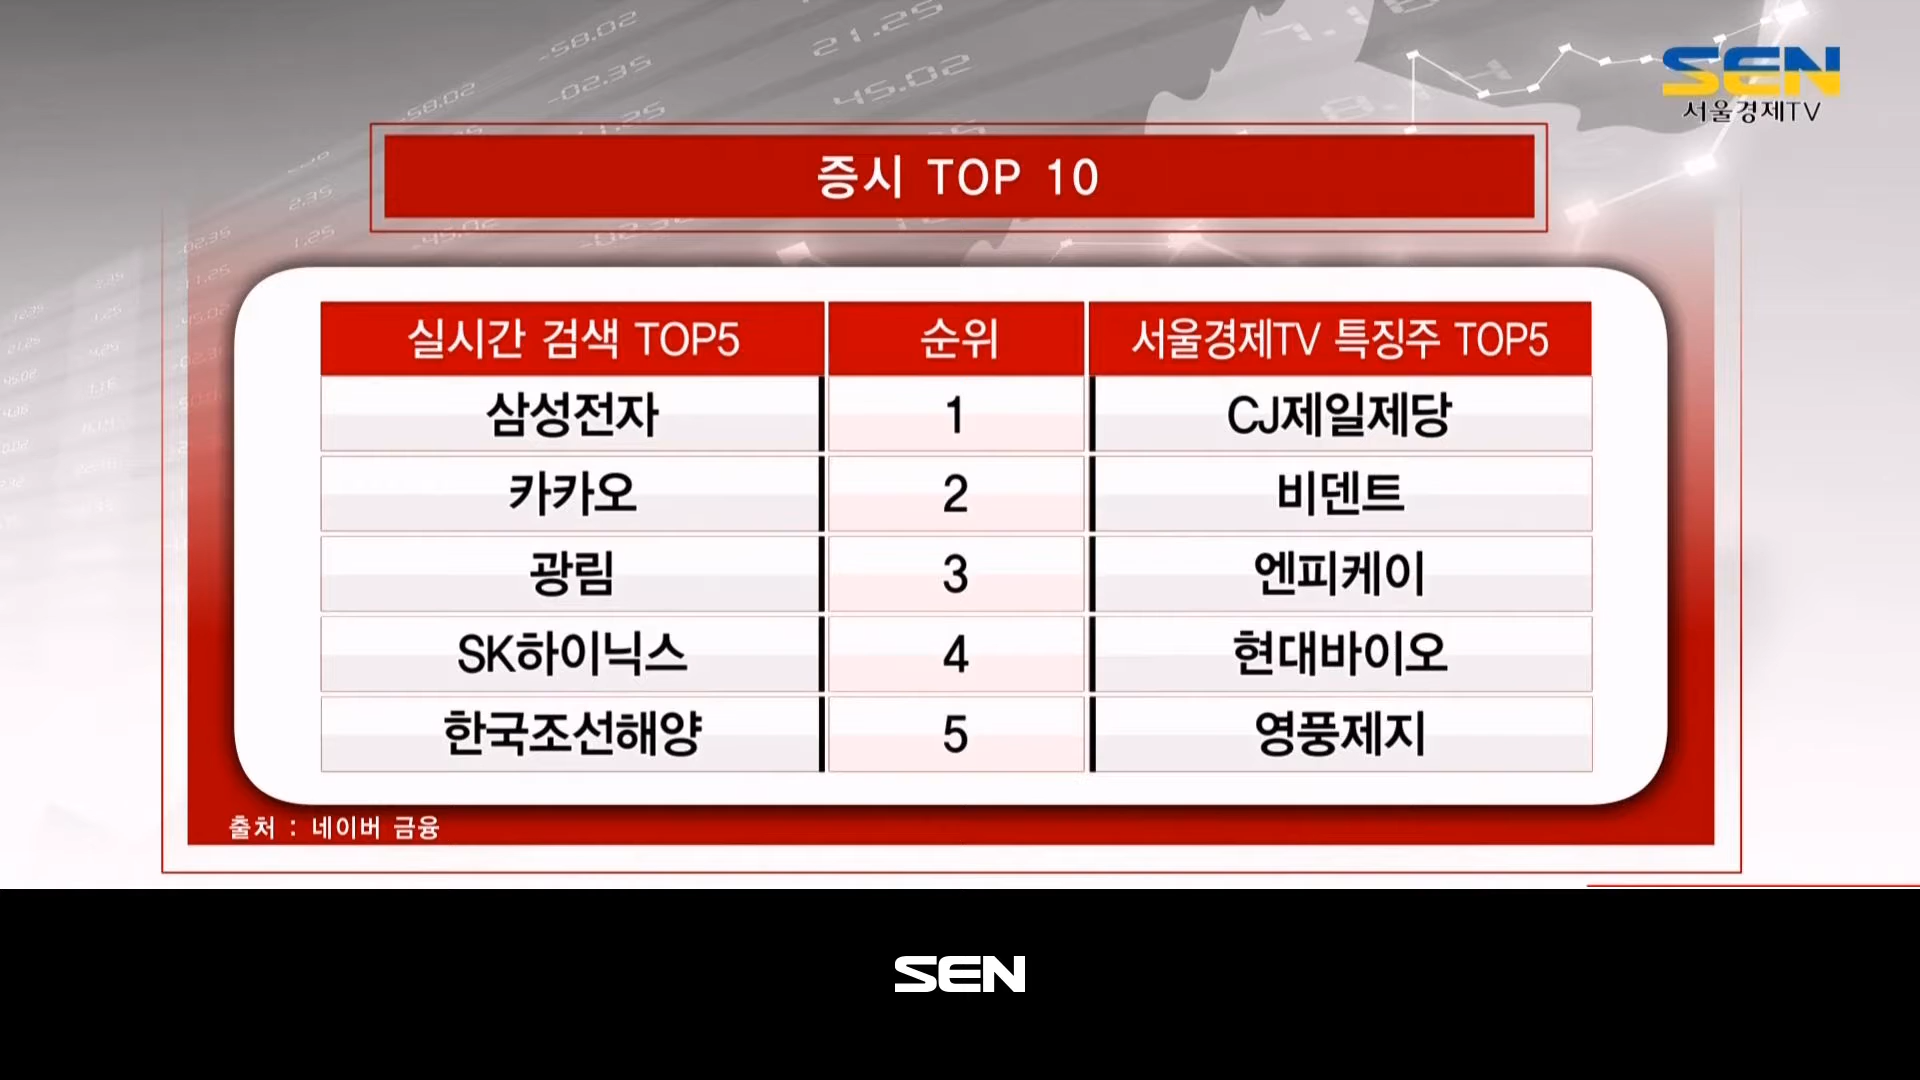 SEN
서울경제TV
증시 TOP 10
실시간 검색 TOP5 순위 서울경제TV 특징주 TOP5
삼성전자 1 CJ제일제당
카카오 2 비덴트
광림 3 엔피케이
SK하이닉스 4 현대바이오
한국조선해양 5 영풍제지
출처 : 네이버 금융
SEN